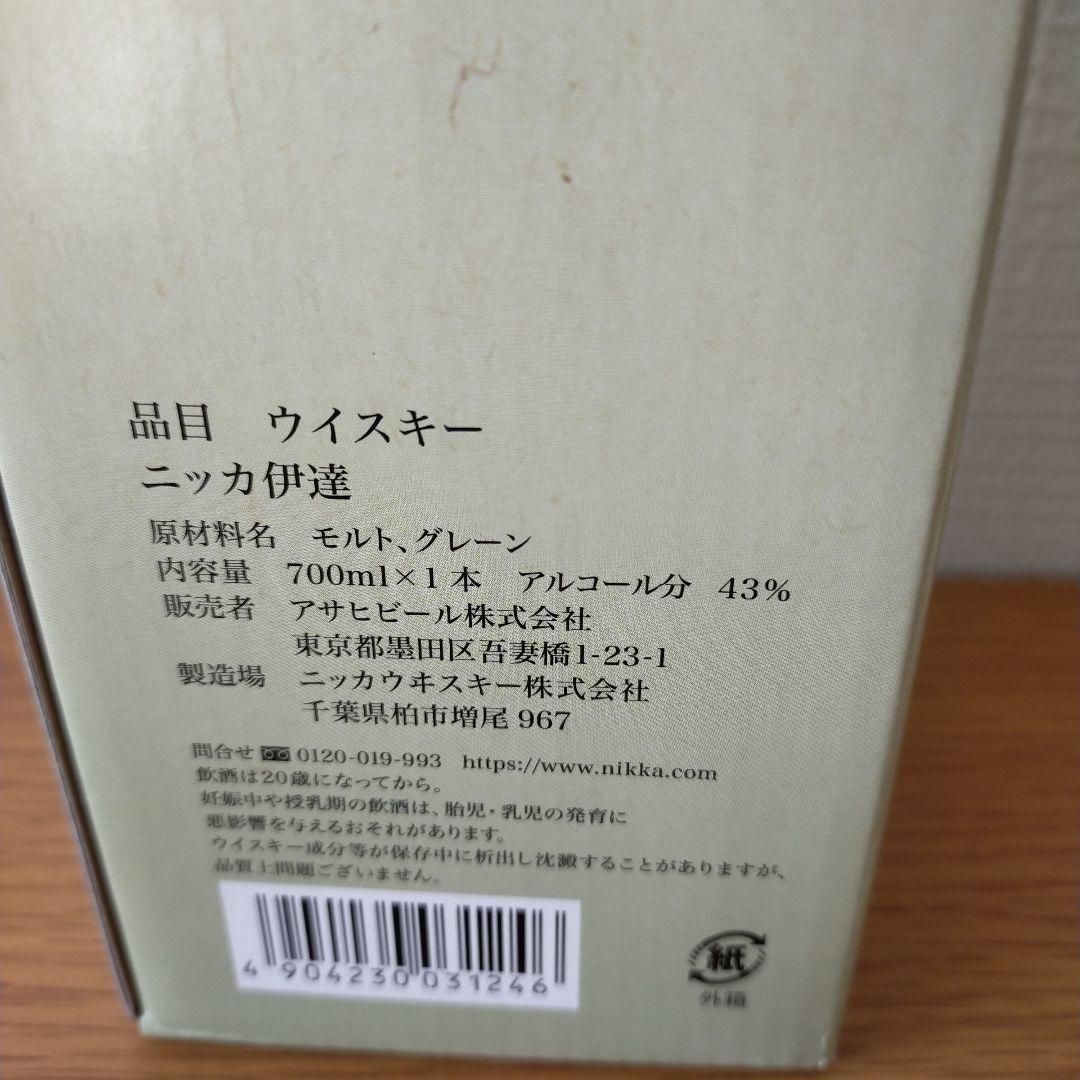 品目　ウイスキー
ニッカ伊達
原材料名　モルト、グレーン
内容量　700ml×1本　アルコール分　43%
販売者　アサヒビール株式会社
東京都墨田区吾妻橋1-23-1
製造場　ニッカウヰスキー株式会社
千葉県柏市増尾967
問合せ 0120-019-993　https://www.nikka.com
飲酒は20歳になってから。
妊娠中や授乳期の飲酒は、胎児・乳児の発育に
悪影響を与えるおそれがあります。
ウイスキー成分等が保存中に析出し沈澱することがありますが、
品質上問題ございません。
4 904230 031246
紙
外箱